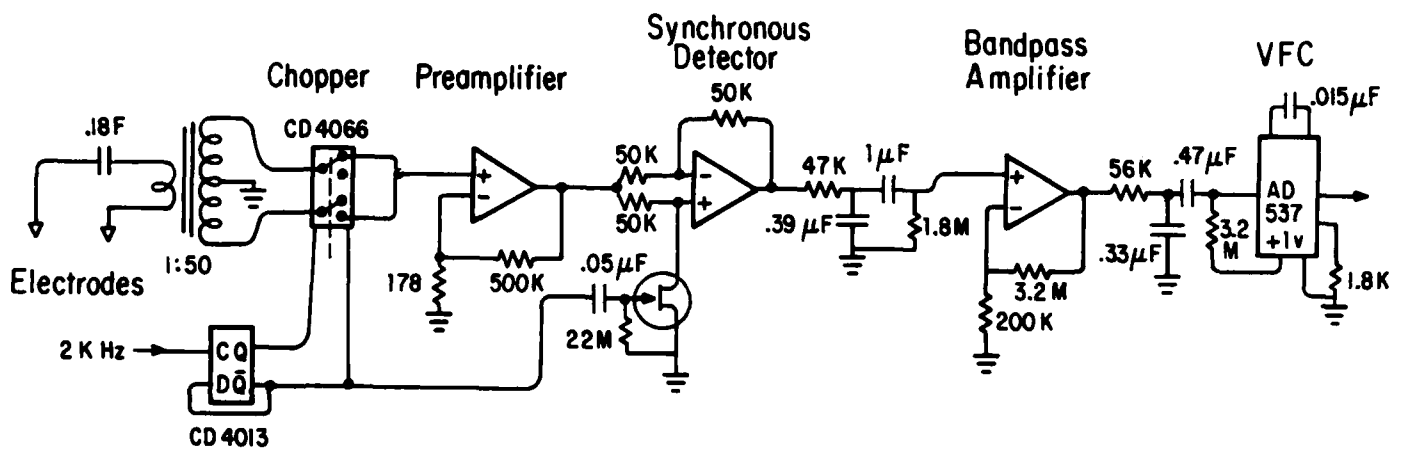 Synchronous
Detector
Bandpass
Amplifier
VFC
Chopper
Preamplifier
50K
.015μF
.18F
CD 4066
50K
47K
1μF
56K
.47μF
+
-
-
+
+
-
AD
537
+1v
50K
.39μF
1.8M
3.2
M
.33μF
1:50
Electrodes
178
500K
.05μF
3.2M
1.8K
22M
200K
2 K Hz
C Q
D Q̅
CD 4013